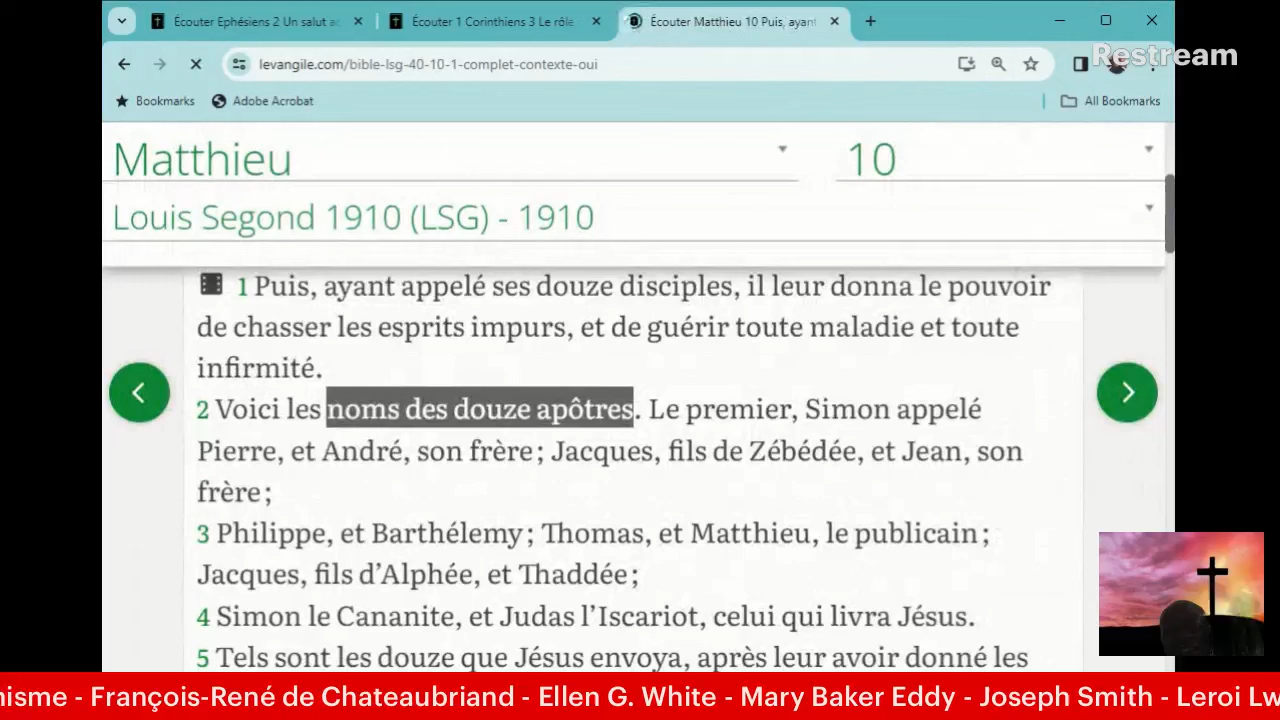 Écouter Ephésiens 2 Un salut ac
Écouter 1 Corinthiens 3 Le rôle
Écouter Matthieu 10 Puis, ayant
Restream
levangile.com/bible-lsg-40-10-1-complet-contexte-oui
Bookmarks
Adobe Acrobat
All Bookmarks
Matthieu
10
Louis Segond 1910 (LSG) - 1910
1 Puis, ayant appelé ses douze disciples, il leur donna le pouvoir
de chasser les esprits impurs, et de guérir toute maladie et toute
infirmité.
2 Voici les noms des douze apôtres. Le premier, Simon appelé
Pierre, et André, son frère ; Jacques, fils de Zébédée, et Jean, son
frère ;
3 Philippe, et Barthélemy ; Thomas, et Matthieu, le publicain ;
Jacques, fils d’Alphée, et Thaddée ;
4 Simon le Cananite, et Judas l’Iscariot, celui qui livra Jésus.
5 Tels sont les douze que Jésus envoya, après leur avoir donné les
nisme - François-René de Chateaubriand - Ellen G. White - Mary Baker Eddy - Joseph Smith - Leroi Lw